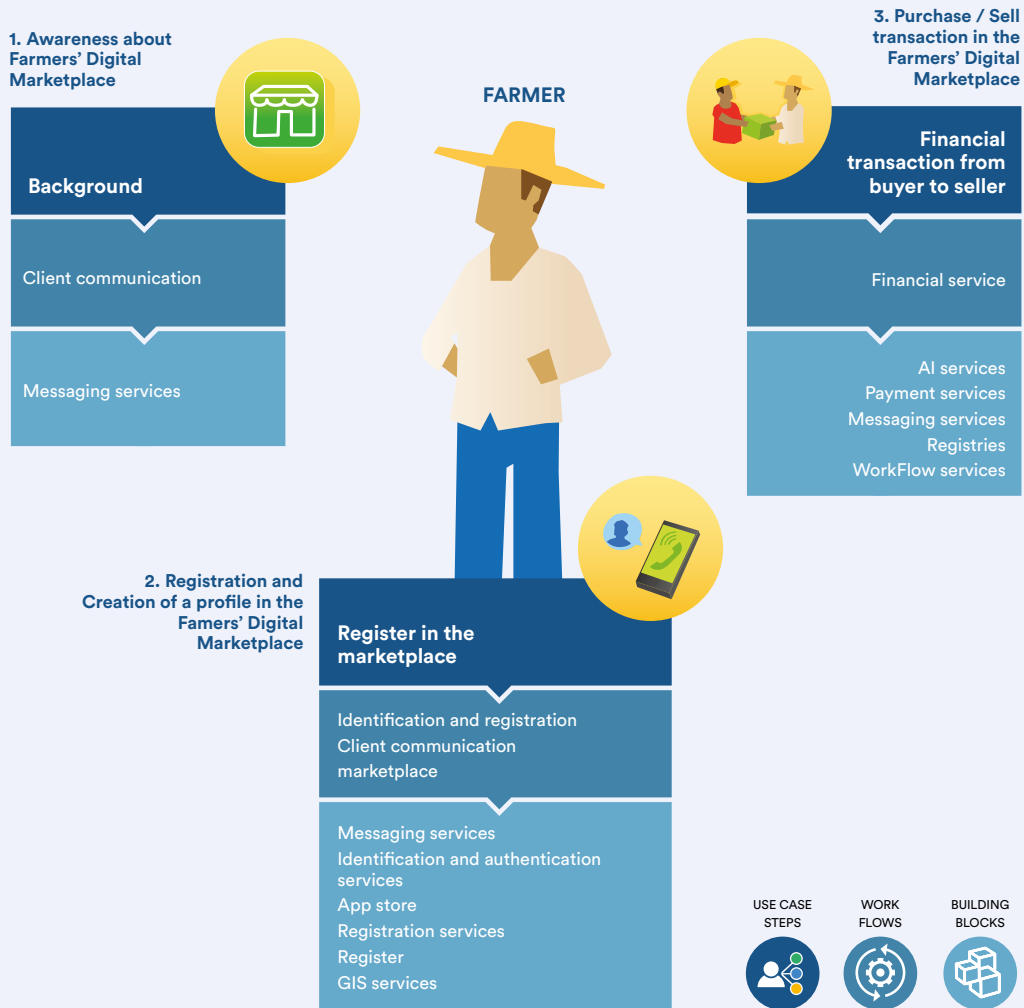 1. Awareness about
Farmers' Digital
Marketplace
Background
Client communication
Messaging services
FARMER
3. Purchase / Sell
transaction in the
Farmers' Digital
Marketplace
Financial
transaction from
buyer to seller
Financial service
AI services
Payment services
Messaging services
Registries
WorkFlow services
2. Registration and
Creation of a profile in the
Famers' Digital
Marketplace
Register in the
marketplace
Identification and registration
Client communication
marketplace
Messaging services
Identification and authentication
services
App store
Registration services
Register
GIS services
USE CASE
STEPS
WORK
FLOWS
BUILDING
BLOCKS